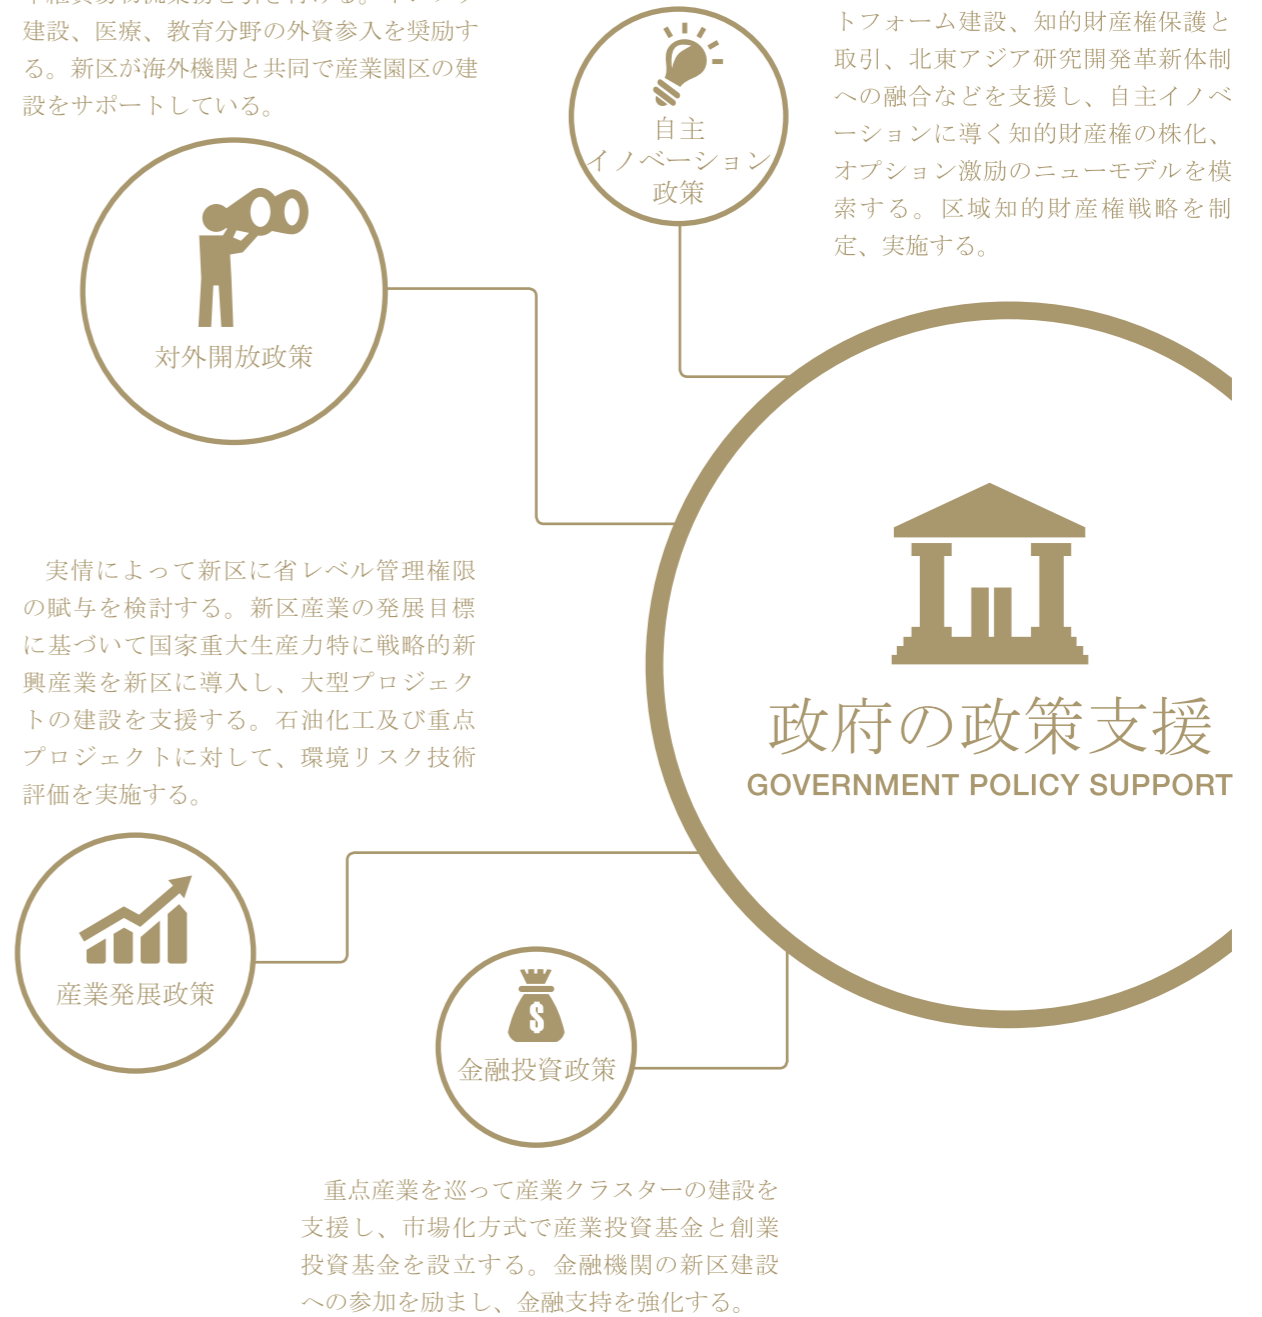 建設、医療、教育分野の外資参入を奨励す
る。新区が海外機関と共同で産業園区の建
設をサポートしている。
対外開放政策
自主
イノベーション
政策
トフォーム建設、知的財産権保護と
取引、北東アジア研究開発革新体制
への融合などを支援し、自主イノベ
ーションに導く知的財産権の株化、
オプション激励のニューモデルを模
索する。区域知的財産権戦略を制
定、実施する。
政府の政策支援
GOVERNMENT POLICY SUPPORT
実情によって新区に省レベル管理権限
の賦与を検討する。新区産業の発展目標
に基づいて国家重大生産力特に戦略的新
興産業を新区に導入し、大型プロジェク
トの建設を支援する。石油化工及び重点
プロジェクトに対して、環境リスク技術
評価を実施する。
産業発展政策
$
金融投資政策
重点産業を巡って産業クラスターの建設を
支援し、市場化方式で産業投資基金と創業
投資基金を設立する。金融機関の新区建設
への参加を励まし、金融支持を強化する。